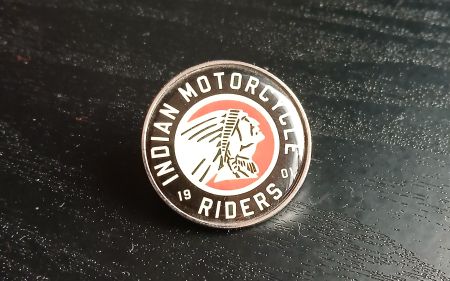 INDIAN MOTORCYCLE
RIDERS
19 01